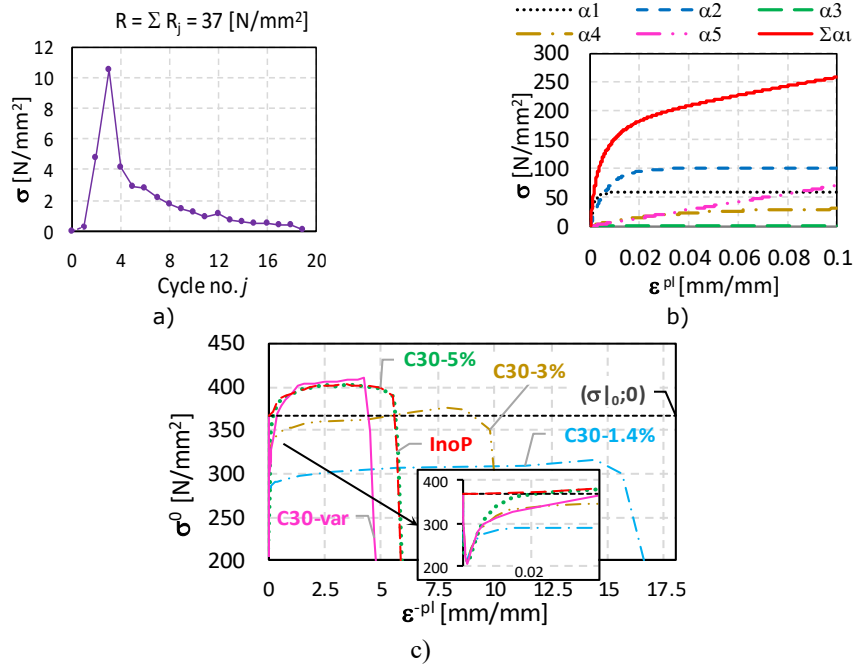 R = Σ Rj = 37 [N/mm²]
12
10
8
6
4
2
0
σ [N/mm²]
0 4 8 12 16 20
Cycle no. j
a)
α1 α2 α3
α4 α5 Σαι
300
250
200
150
100
50
0
σ [N/mm²]
0 0.02 0.04 0.06 0.08 0.1
ε pl [mm/mm]
b)
450
400
350
300
250
200
σ⁰ [N/mm²]
C30-5%
C30-3%
(σ|₀;0)
InoP
C30-1.4%
C30-var
400
300
200
0.02
0 2.5 5 7.5 10 12.5 15 17.5
ε-pl [mm/mm]
c)